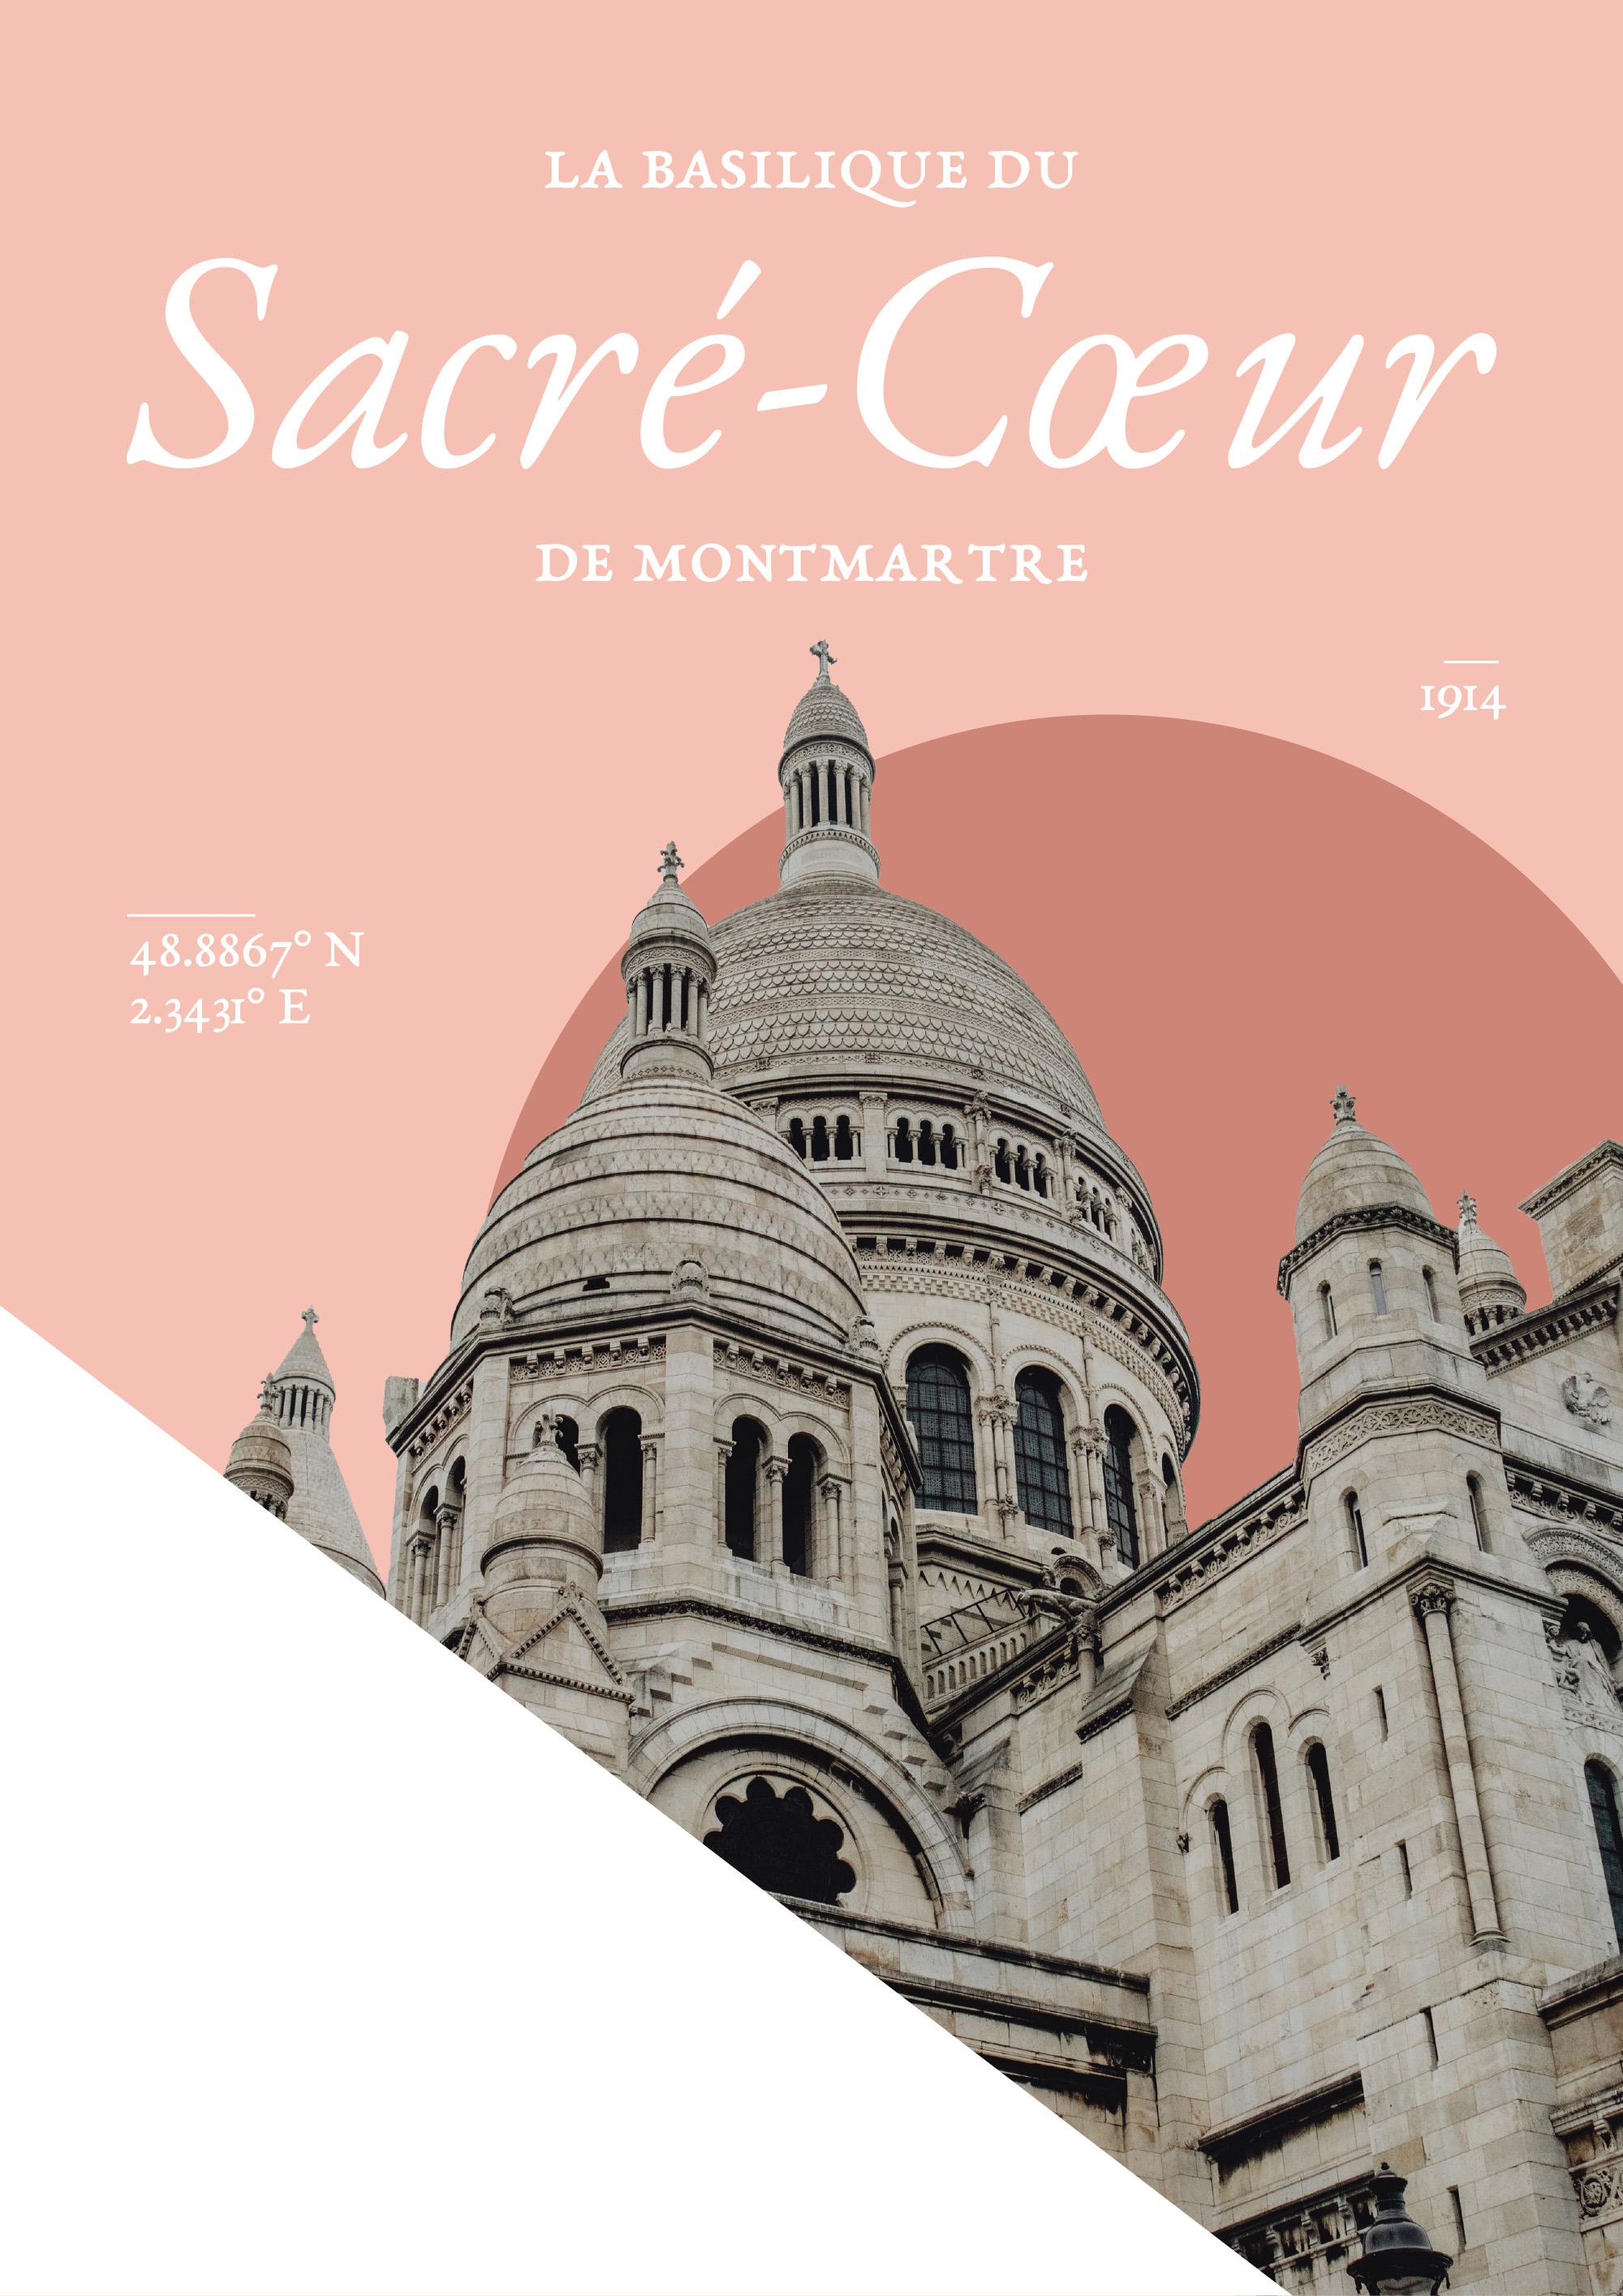 LA BASILIQUE DU
Sacré-Cœur
DE MONTMARTRE
1914
48.8867° N
2.3431° E